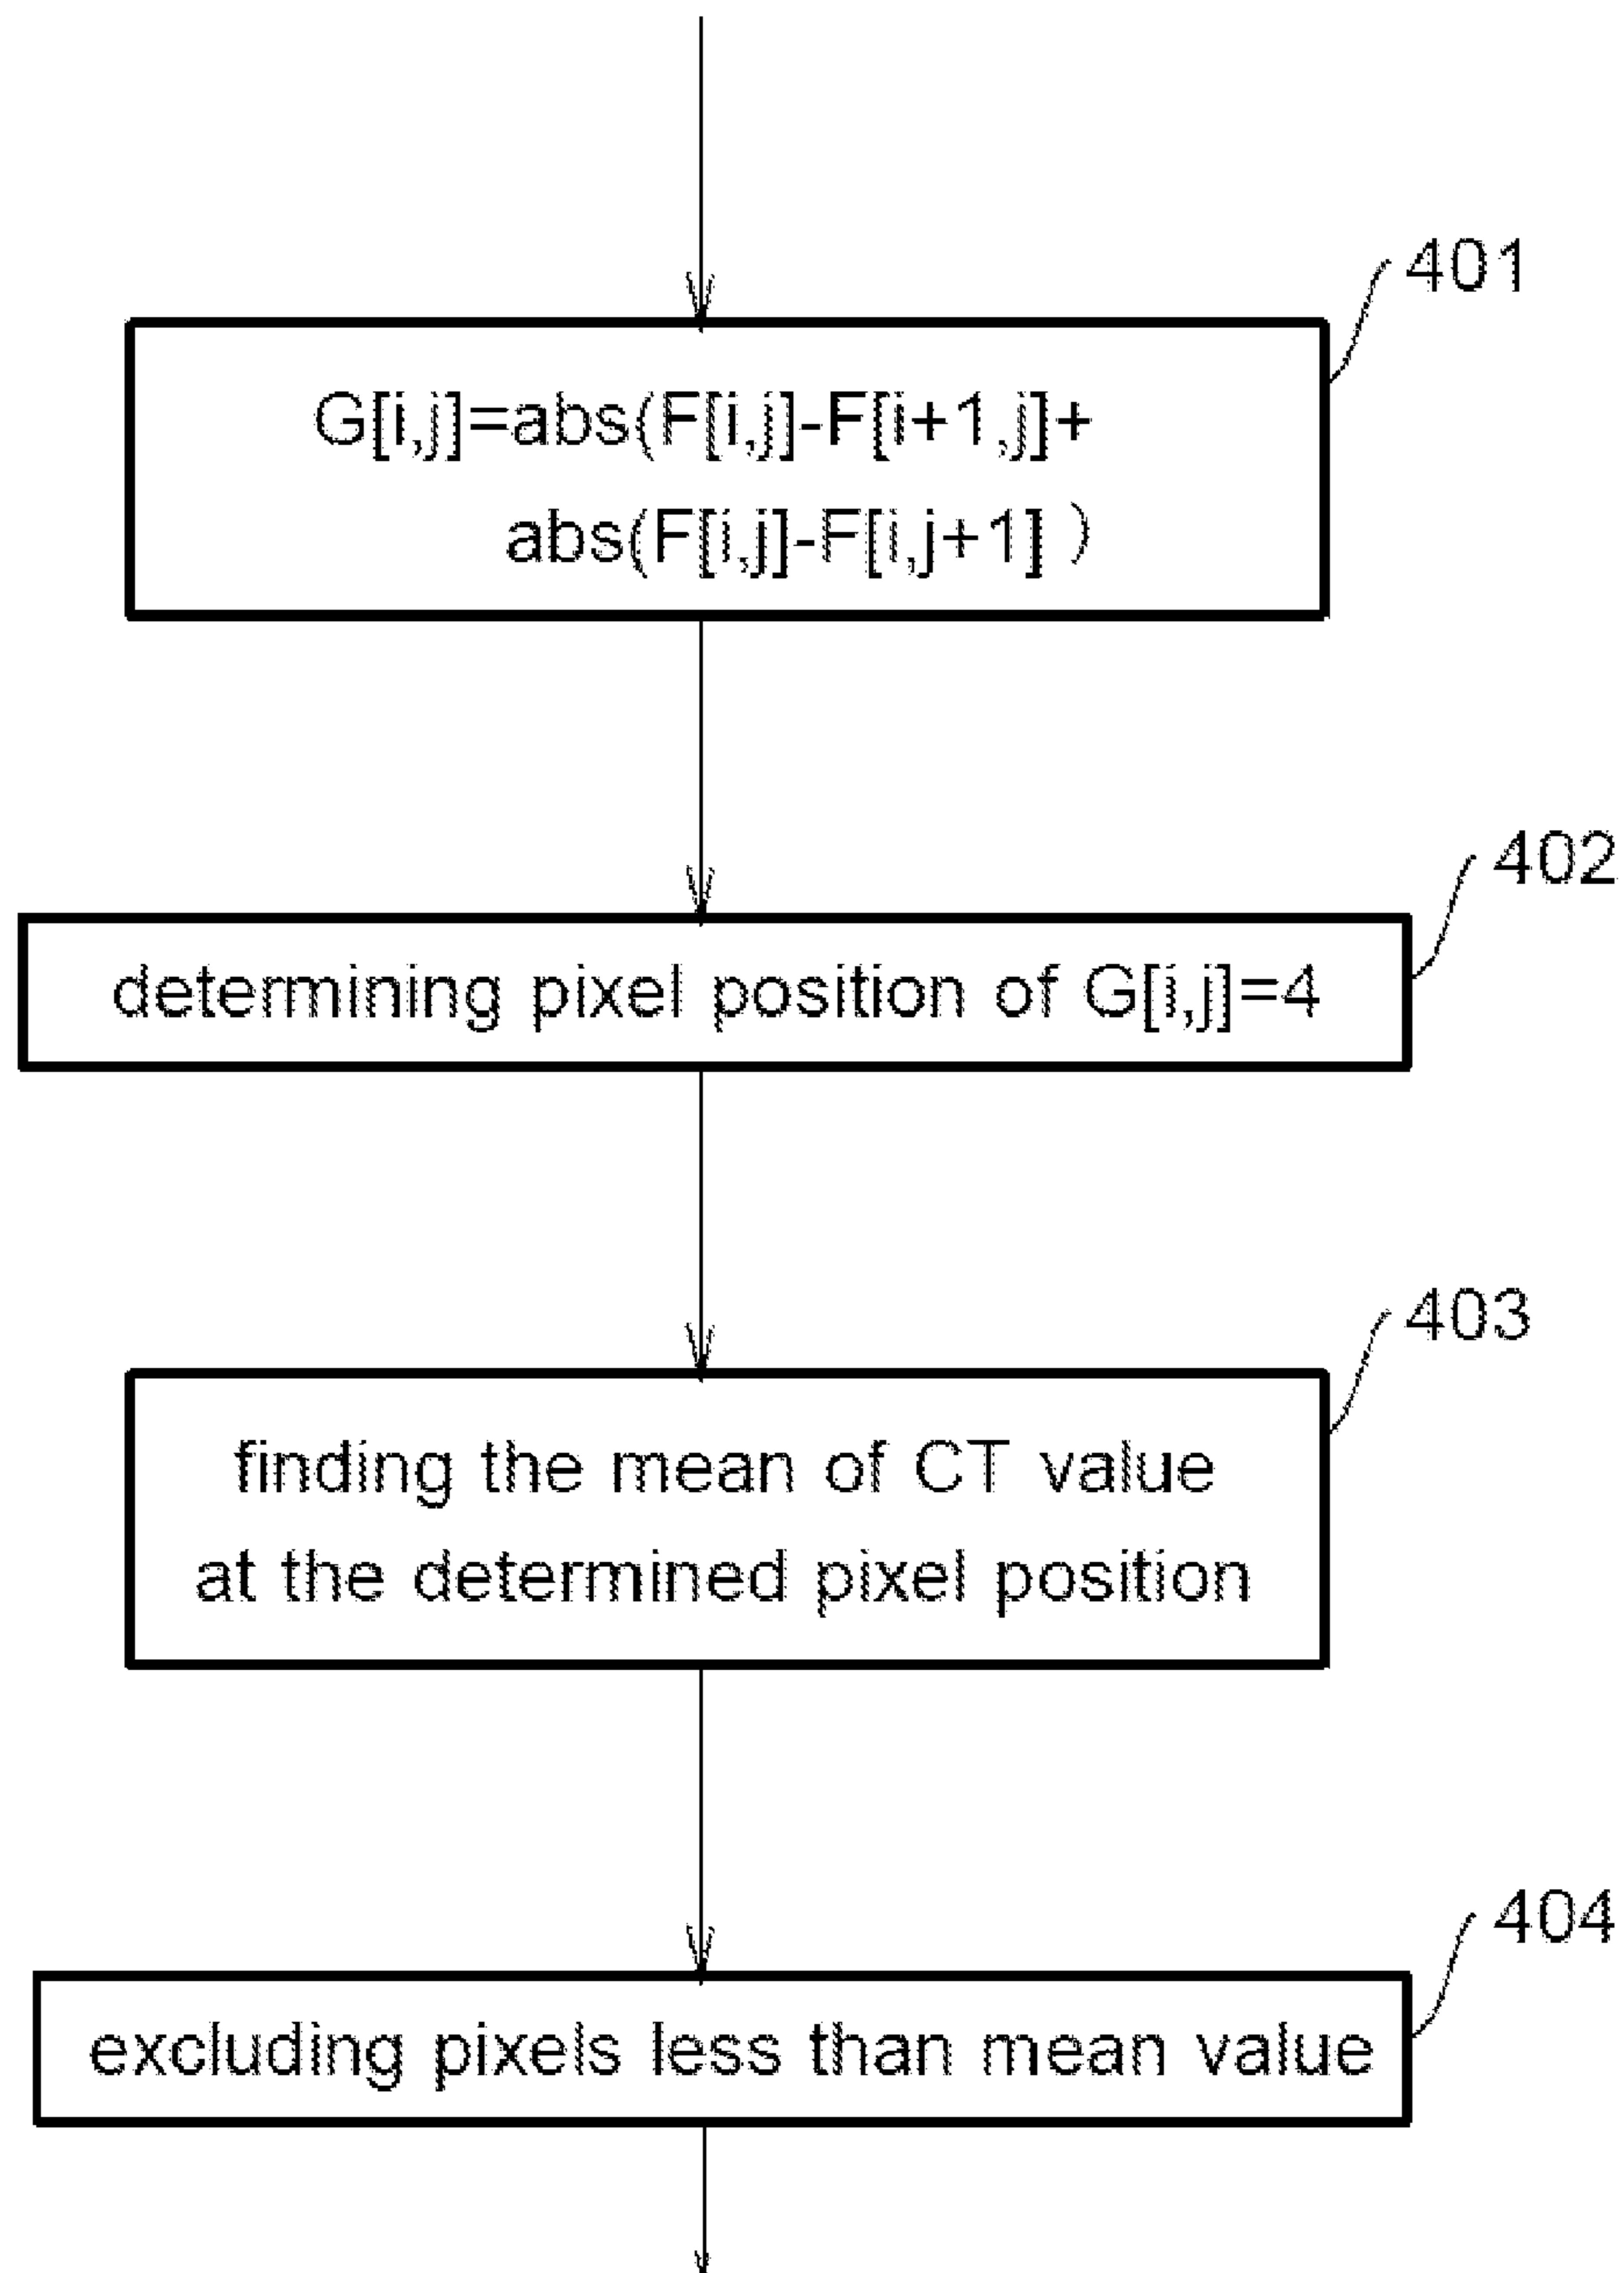 401
G[i,j]=abs(F[i,j]-F[i+1,j]+
abs(F[i,j]-F[i,j+1] )
402
determining pixel position of G[i,j]=4
403
finding the mean of CT value
at the determined pixel position
404
excluding pixels less than mean value